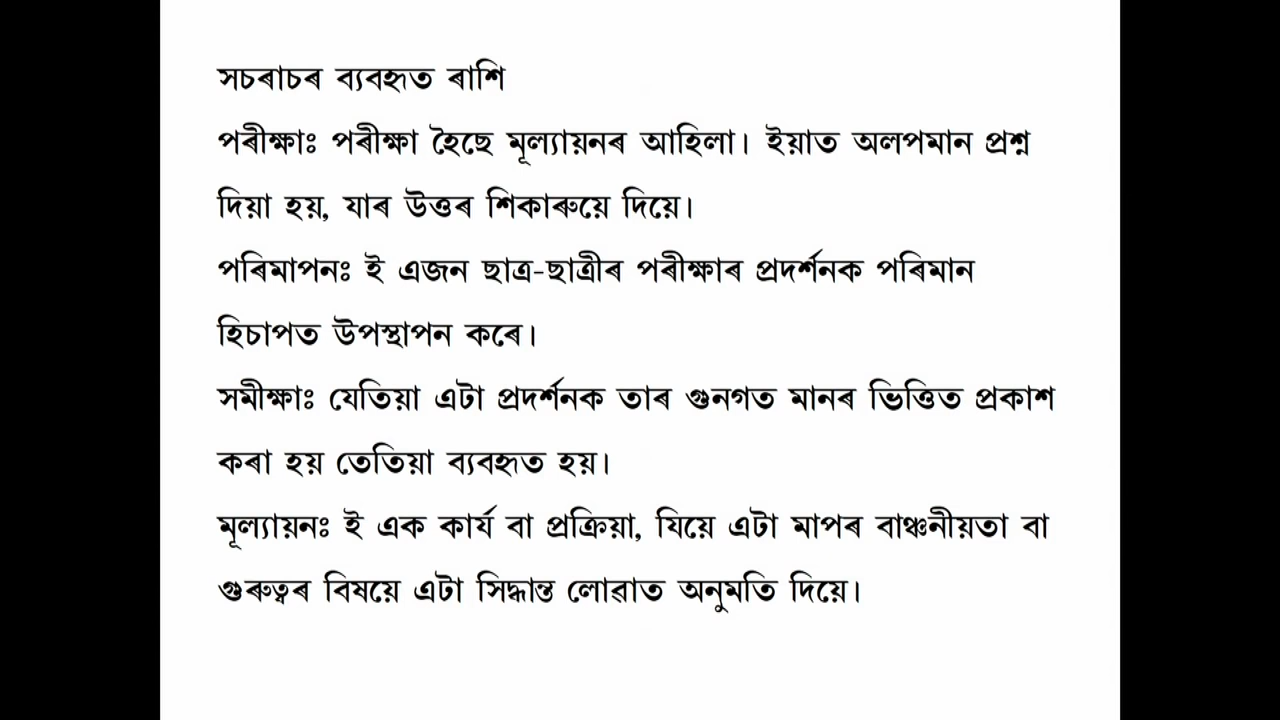 সচৰাচৰ ব্যবহৃত ৰাশি
পৰীক্ষাঃ পৰীক্ষা হৈছে মূল্যায়নৰ আহিলা। ইয়াত অলপমান প্ৰশ্ন
দিয়া হয়, যাৰ উত্তৰ শিকাৰুয়ে দিয়ে।
পৰিমাপনঃ ই এজন ছাত্ৰ-ছাত্ৰীৰ পৰীক্ষাৰ প্ৰদৰ্শনক পৰিমান
হিচাপত উপস্থাপন কৰে।
সমীক্ষাঃ যেতিয়া এটা প্ৰদৰ্শনক তাৰ গুনগত মানৰ ভিত্তিত প্ৰকাশ
কৰা হয় তেতিয়া ব্যবহৃত হয়।
মূল্যায়নঃ ই এক কাৰ্য বা প্ৰক্ৰিয়া, যিয়ে এটা মাপৰ বাঞ্চনীয়তা বা
গুৰুত্বৰ বিষয়ে এটা সিদ্ধান্ত লোৱাত অনুমতি দিয়ে।